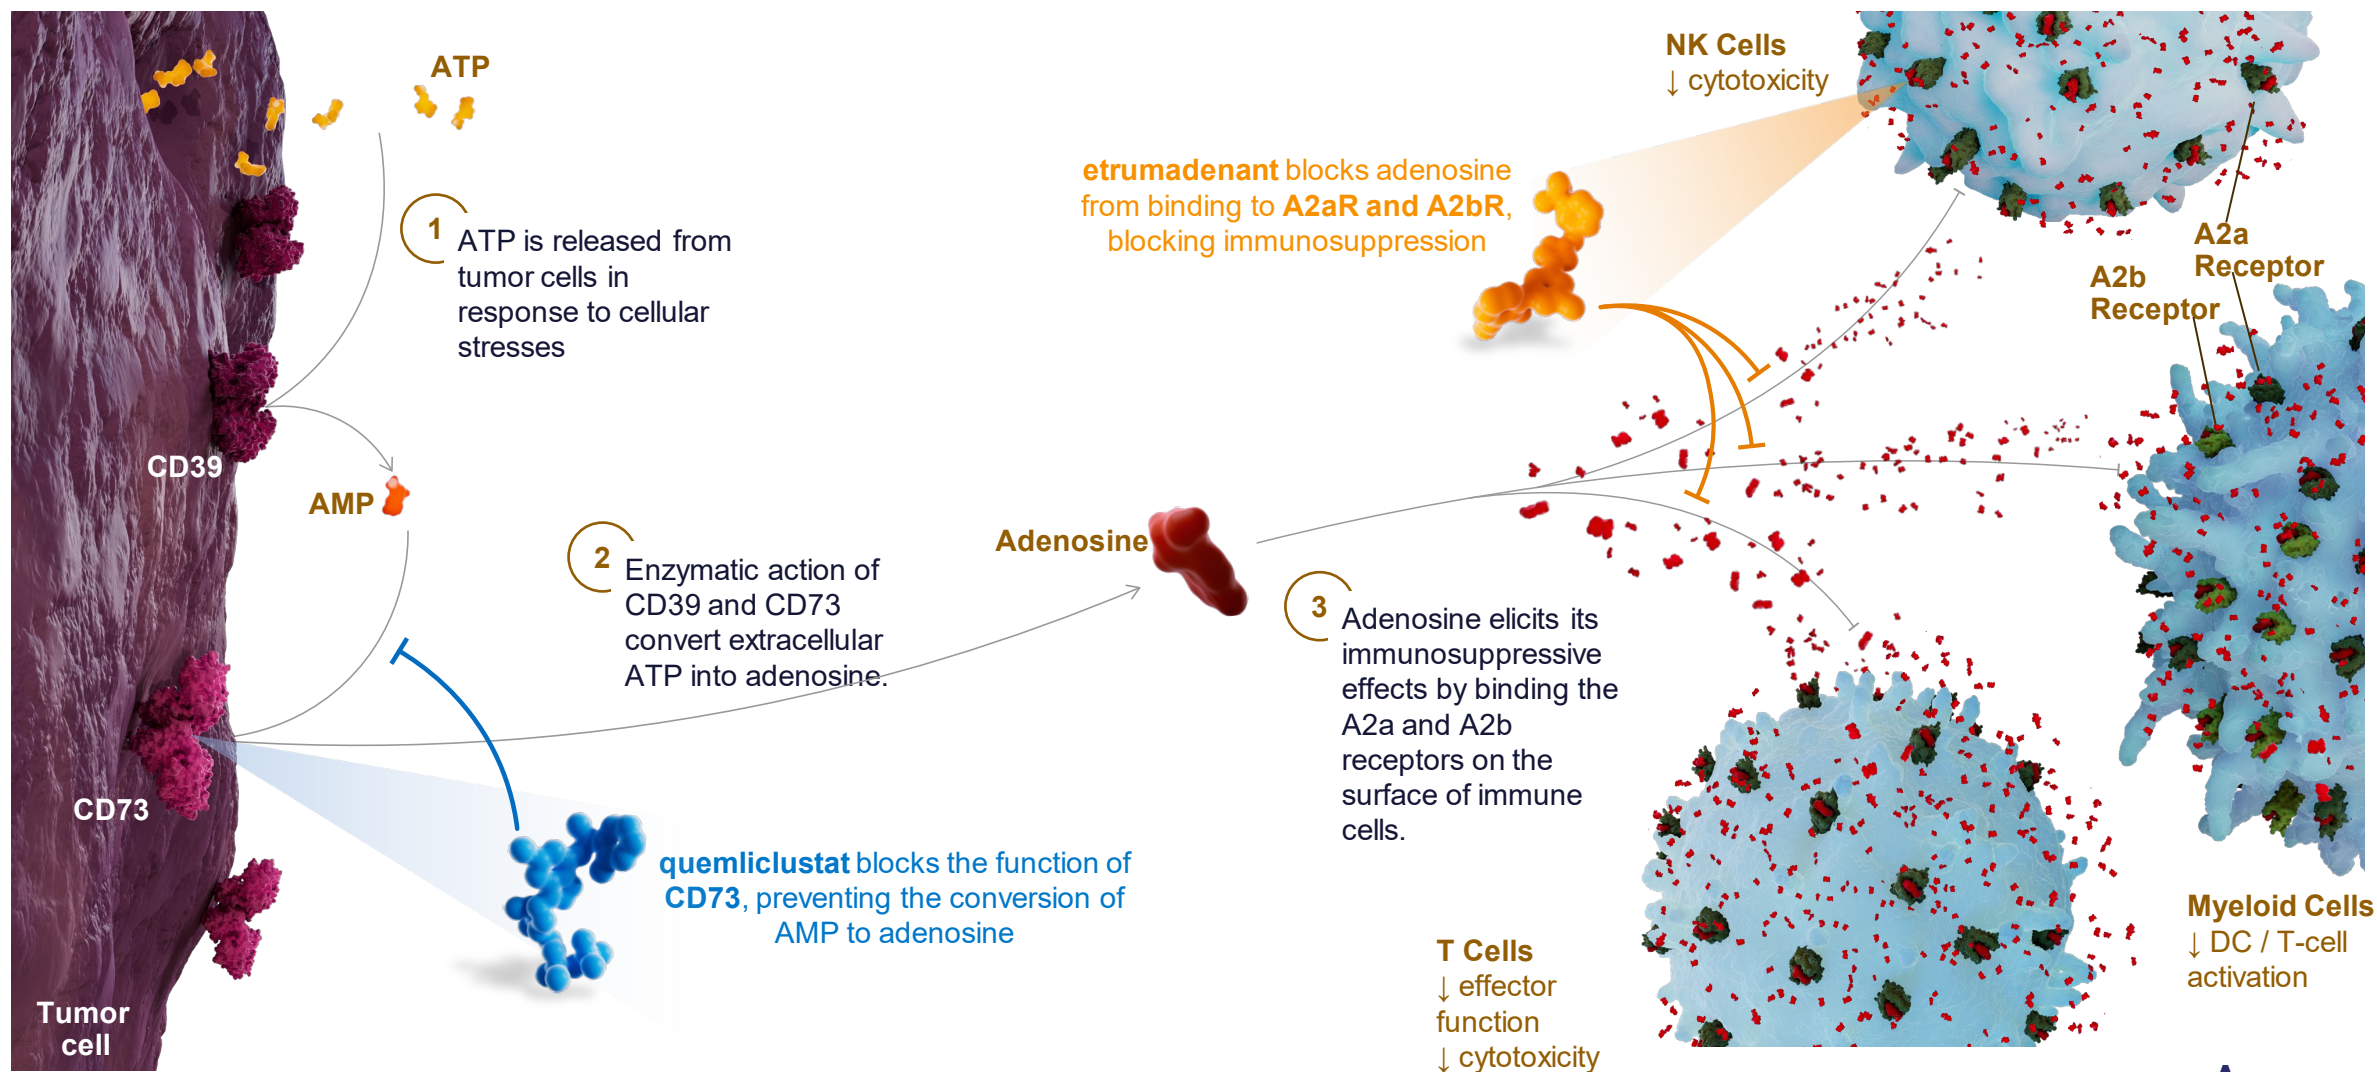 ATP
1
ATP is released from
tumor cells in
response to cellular
stresses
CD39
AMP
2
Enzymatic action of
CD39 and CD73
convert extracellular
ATP into adenosine.
CD73
quemliclustat blocks the function of
CD73, preventing the conversion of
AMP to adenosine
Tumor
cell
Adenosine
etrumadenant blocks adenosine
from binding to A2aR and A2bR,
blocking immunosuppression
3
Adenosine elicits its
immunosuppressive
effects by binding the
A2a and A2b
receptors on the
surface of immune
cells.
NK Cells
↓ cytotoxicity
A2a
Receptor
A2b
Receptor
T Cells
↓ effector
function
↓ cytotoxicity
Myeloid Cells
↓ DC / T-cell
activation